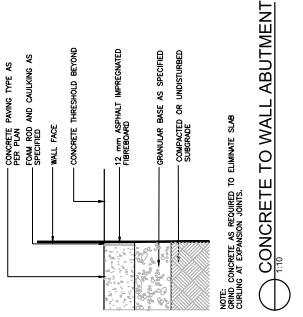 CONCRETE PAVING TYPE AS
PER PLAN
FOAM ROD AND CAULKING AS
SPECIFIED
WALL FACE
CONCRETE THRESHOLD BEYOND
12 mm ASPHALT IMPREGNATED
FIBREBOARD
GRANULAR BASE AS SPECIFIED
COMPACTED OR UNDISTURBED
SUBGRADE
NOTE:
GRIND CONCRETE AS REQUIRED TO ELIMINATE SLAB
CURLING AT EXPANSION JOINTS.
CONCRETE TO WALL ABUTMENT
1:10